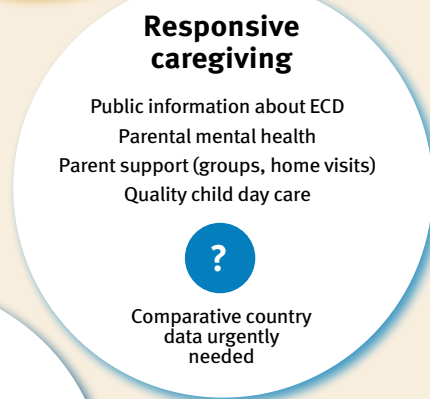 Responsive
caregiving
Public information about ECD
Parental mental health
Parent support (groups, home visits)
Quality child day care
?
Comparative country
data urgently
needed